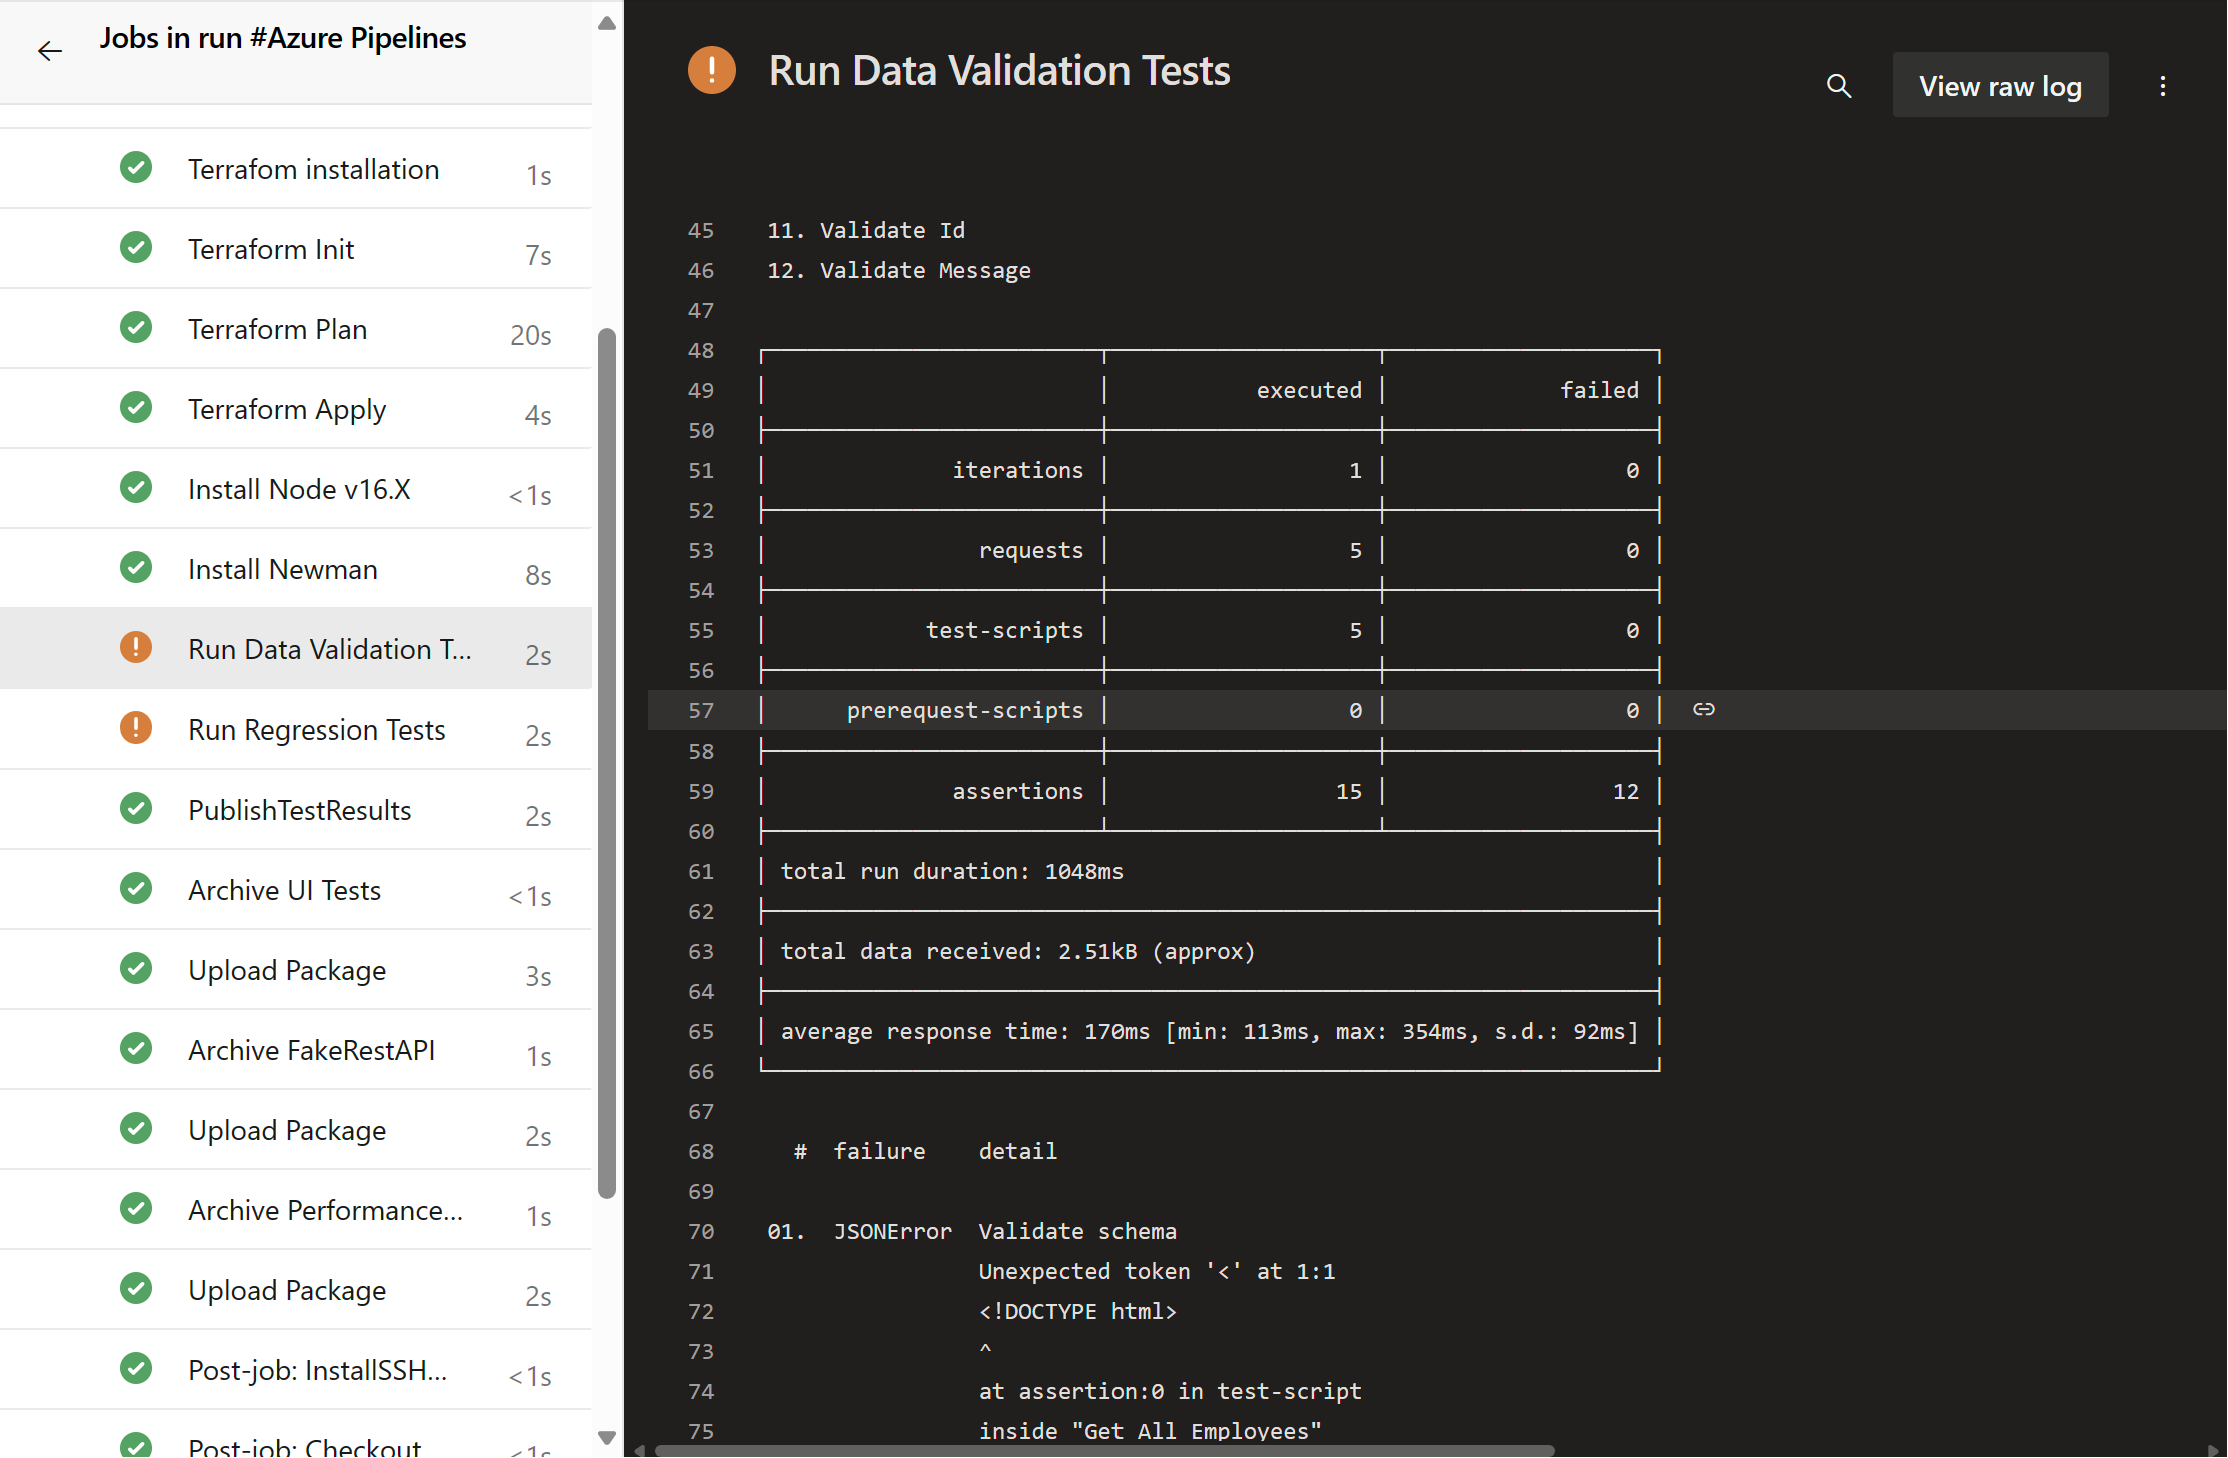 Jobs in run #Azure Pipelines
Terrafom installation 1s
Terraform Init 7s
Terraform Plan 20s
Terraform Apply 4s
Install Node v16.X <1s
Install Newman 8s
Run Data Validation T... 2s
Run Regression Tests 2s
PublishTestResults 2s
Archive UI Tests <1s
Upload Package 3s
Archive FakeRestAPI 1s
Upload Package 2s
Archive Performance... 1s
Upload Package 2s
Post-job: InstallSSH... <1s
Post-job: Checkout <1s
Run Data Validation Tests
View raw log
45 11. Validate Id
46 12. Validate Message
47
48
49 executed failed
50
51 iterations 1 0
52
53 requests 5 0
54
55 test-scripts 5 0
56
57 prerequest-scripts 0 0
58
59 assertions 15 12
60
61 total run duration: 1048ms
62
63 total data received: 2.51kB (approx)
64
65 average response time: 170ms [min: 113ms, max: 354ms, s.d.: 92ms]
66
67
68 # failure detail
69
70 01. JSONError Validate schema
71 Unexpected token '<' at 1:1
72 <!DOCTYPE html>
73 ^
74 at assertion:0 in test-script
75 inside "Get All Employees"